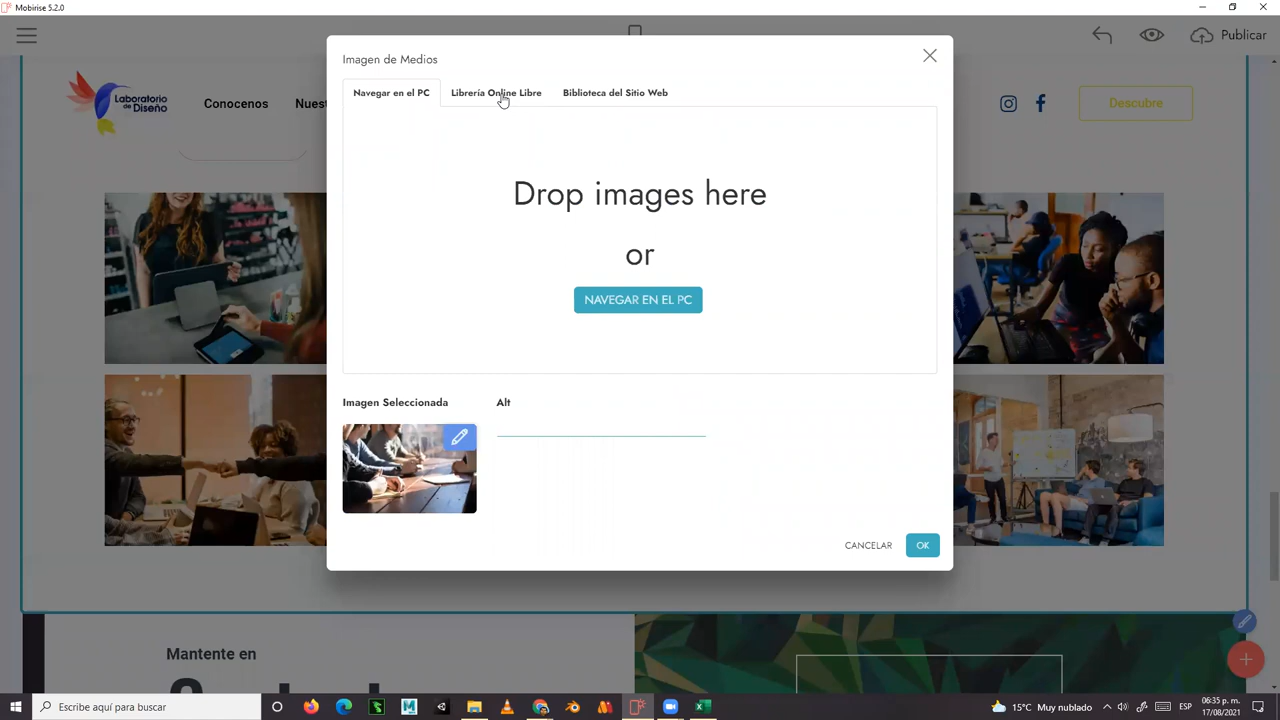 Mobirise 5.2.0
Publicar
Laboratorio
de Diseño
Conocenos
Descubre
Imagen de Medios
Navegar en el PC
Librería Online Libre
Biblioteca del Sitio Web
Drop images here
or
NAVEGAR EN EL PC
Imagen Seleccionada
Alt
CANCELAR
OK
Mantente en
Escribe aquí para buscar
15°C Muy nublado
ESP
06:35 p. m.
17/08/2021